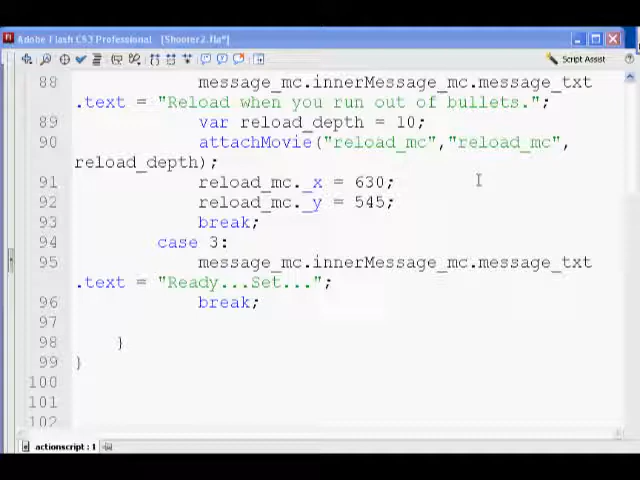 Adobe Flash CS3 Professional - [Shooter2.fla*]
Script Assist
88 message_mc.innerMessage_mc.message_txt
.text = "Reload when you run out of bullets.";
89 var reload_depth = 10;
90 attachMovie("reload_mc","reload_mc",
reload_depth);
91 reload_mc._x = 630;
92 reload_mc._y = 545;
93 break;
94 case 3:
95 message_mc.innerMessage_mc.message_txt
.text = "Ready...Set...";
96 break;
97
98 }
99 }
100
101
102
actionscript : 1